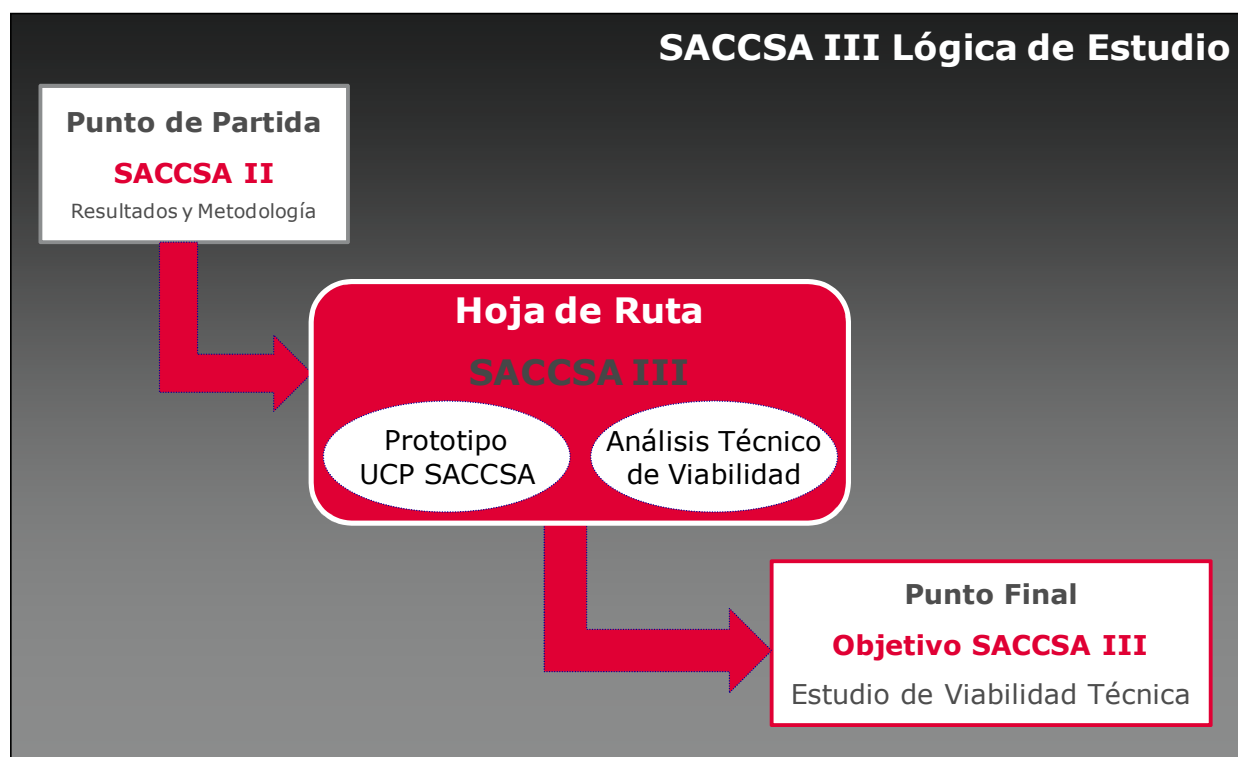 SACCSA III Lógica de Estudio
Punto de Partida
SACCSA II
Resultados y Metodología
Hoja de Ruta
SACCSA III
Prototipo
UCP SACCSA
Análisis Técnico
de Viabilidad
Punto Final
Objetivo SACCSA III
Estudio de Viabilidad Técnica